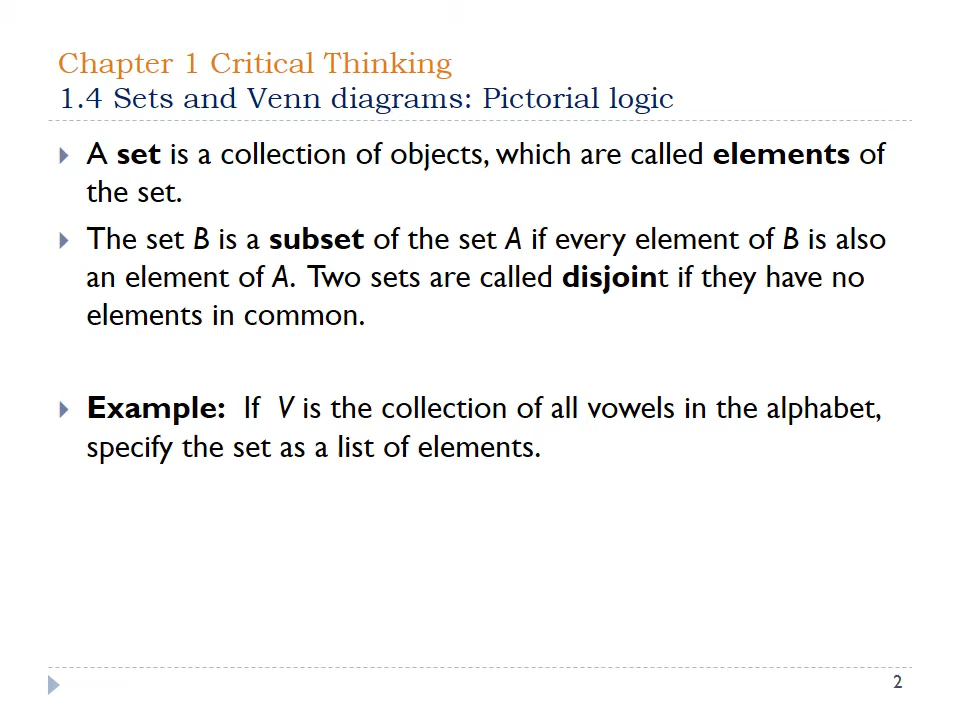 Chapter 1 Critical Thinking
1.4 Sets and Venn diagrams: Pictorial logic
A set is a collection of objects, which are called elements of
the set.
The set B is a subset of the set A if every element of B is also
an element of A. Two sets are called disjoint if they have no
elements in common.
Example: If V is the collection of all vowels in the alphabet,
specify the set as a list of elements.
2